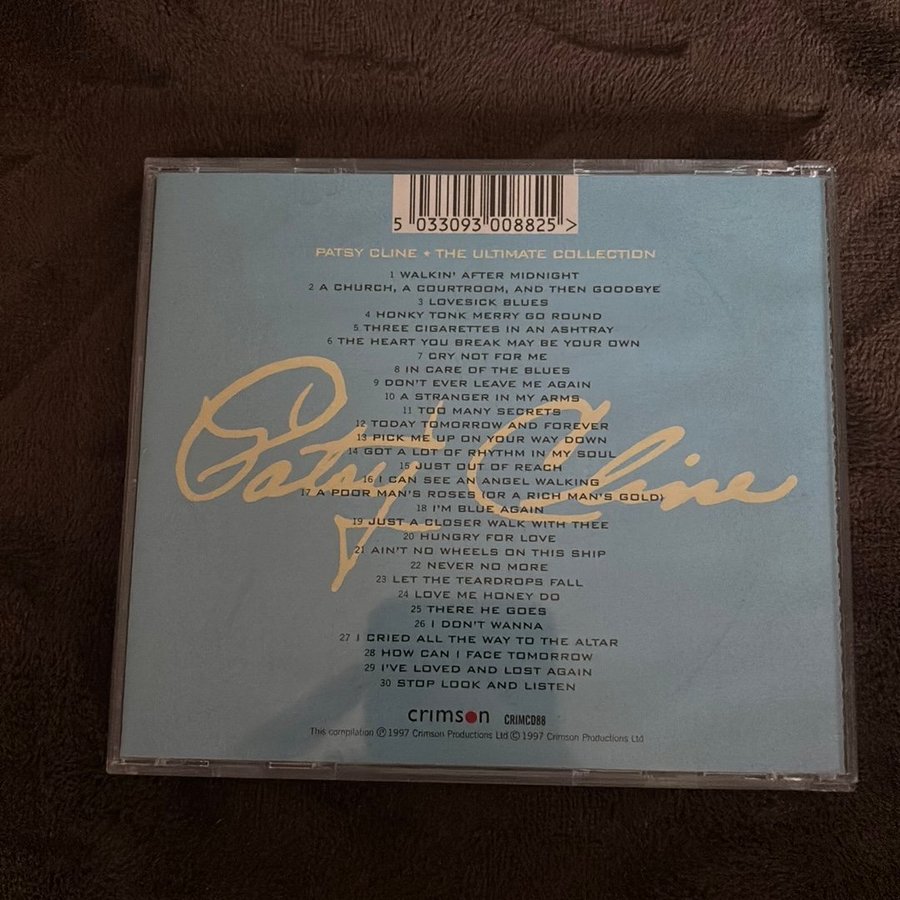 5 033093 008825 >
PATSY CLINE • THE ULTIMATE COLLECTION
1 WALKIN' AFTER MIDNIGHT
2 A CHURCH, A COURTROOM, AND THEN GOODBYE
3 LOVESICK BLUES
4 HONKY TONK MERRY GO ROUND
5 THREE CIGARETTES IN AN ASHTRAY
6 THE HEART YOU BREAK MAY BE YOUR OWN
7 CRY NOT FOR ME
8 IN CARE OF THE BLUES
9 DON'T EVER LEAVE ME AGAIN
10 A STRANGER IN MY ARMS
11 TOO MANY SECRETS
12 TODAY TOMORROW AND FOREVER
13 PICK ME UP ON YOUR WAY DOWN
14 GOT A LOT OF RHYTHM IN MY SOUL
15 JUST OUT OF REACH
16 I CAN SEE AN ANGEL WALKING
17 A POOR MAN'S ROSES (OR A RICH MAN'S GOLD)
18 I'M BLUE AGAIN
19 JUST A CLOSER WALK WITH THEE
20 HUNGRY FOR LOVE
21 AIN'T NO WHEELS ON THIS SHIP
22 NEVER NO MORE
23 LET THE TEARDROPS FALL
24 LOVE ME HONEY DO
25 THERE HE GOES
26 I DON'T WANNA
27 I CRIED ALL THE WAY TO THE ALTAR
28 HOW CAN I FACE TOMORROW
29 I'VE LOVED AND LOST AGAIN
30 STOP LOOK AND LISTEN
Patsy Cline
crimson CRIMCD88
This compilation ℗ 1997 Crimson Productions Ltd © 1997 Crimson Productions Ltd